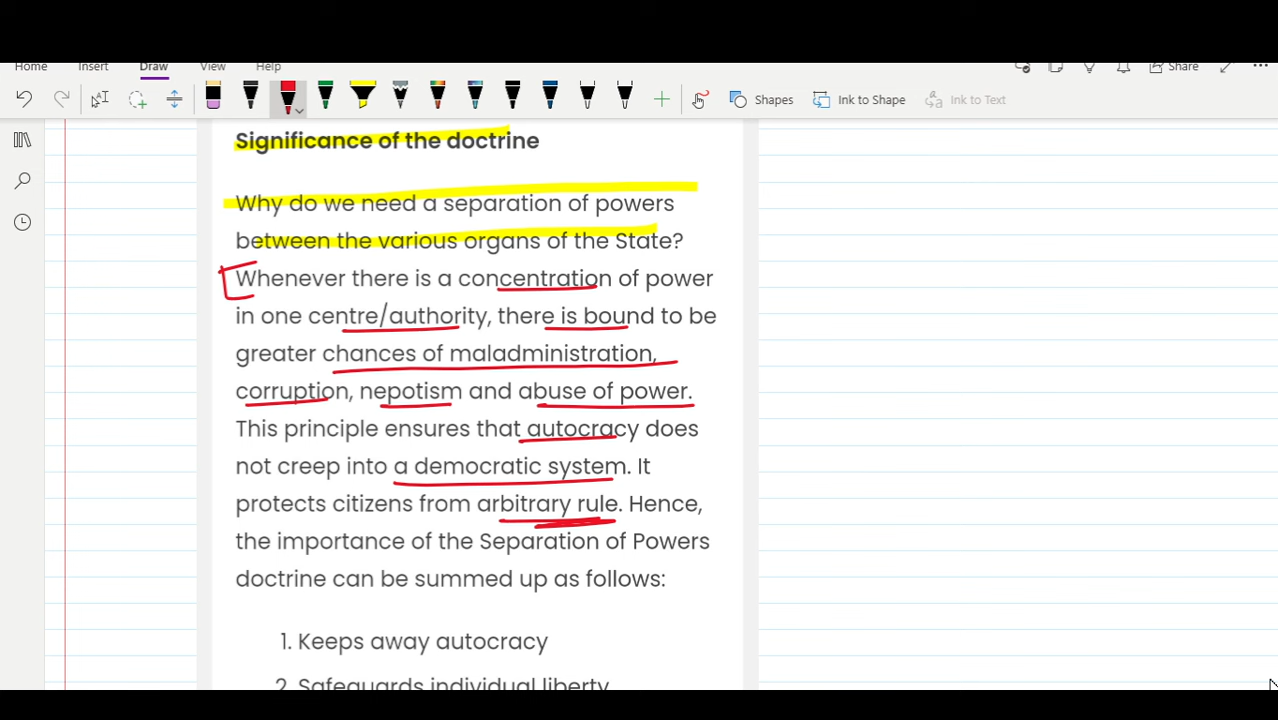 Home Insert Draw View Help Share
Shapes Ink to Shape Ink to Text
Significance of the doctrine
Why do we need a separation of powers
between the various organs of the State?
Whenever there is a concentration of power
in one centre/authority, there is bound to be
greater chances of maladministration,
corruption, nepotism and abuse of power.
This principle ensures that autocracy does
not creep into a democratic system. It
protects citizens from arbitrary rule. Hence,
the importance of the Separation of Powers
doctrine can be summed up as follows:
1. Keeps away autocracy
2. Safeguards individual liberty